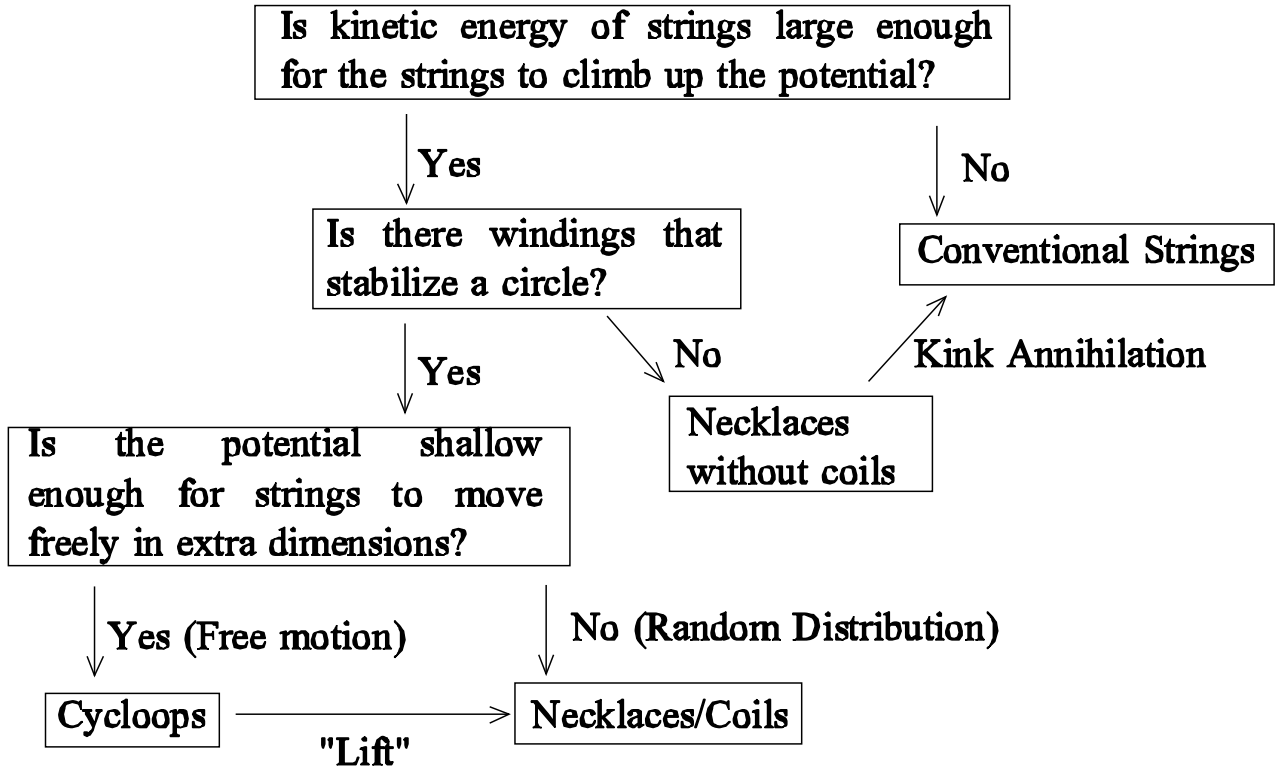 Is kinetic energy of strings large enough
for the strings to climb up the potential?
Yes
No
Is there windings that
stabilize a circle?
Conventional Strings
Yes
No
Kink Annihilation
Necklaces
without coils
Is the potential shallow
enough for strings to move
freely in extra dimensions?
Yes (Free motion)
No (Random Distribution)
Cycloops
"Lift"
Necklaces/Coils